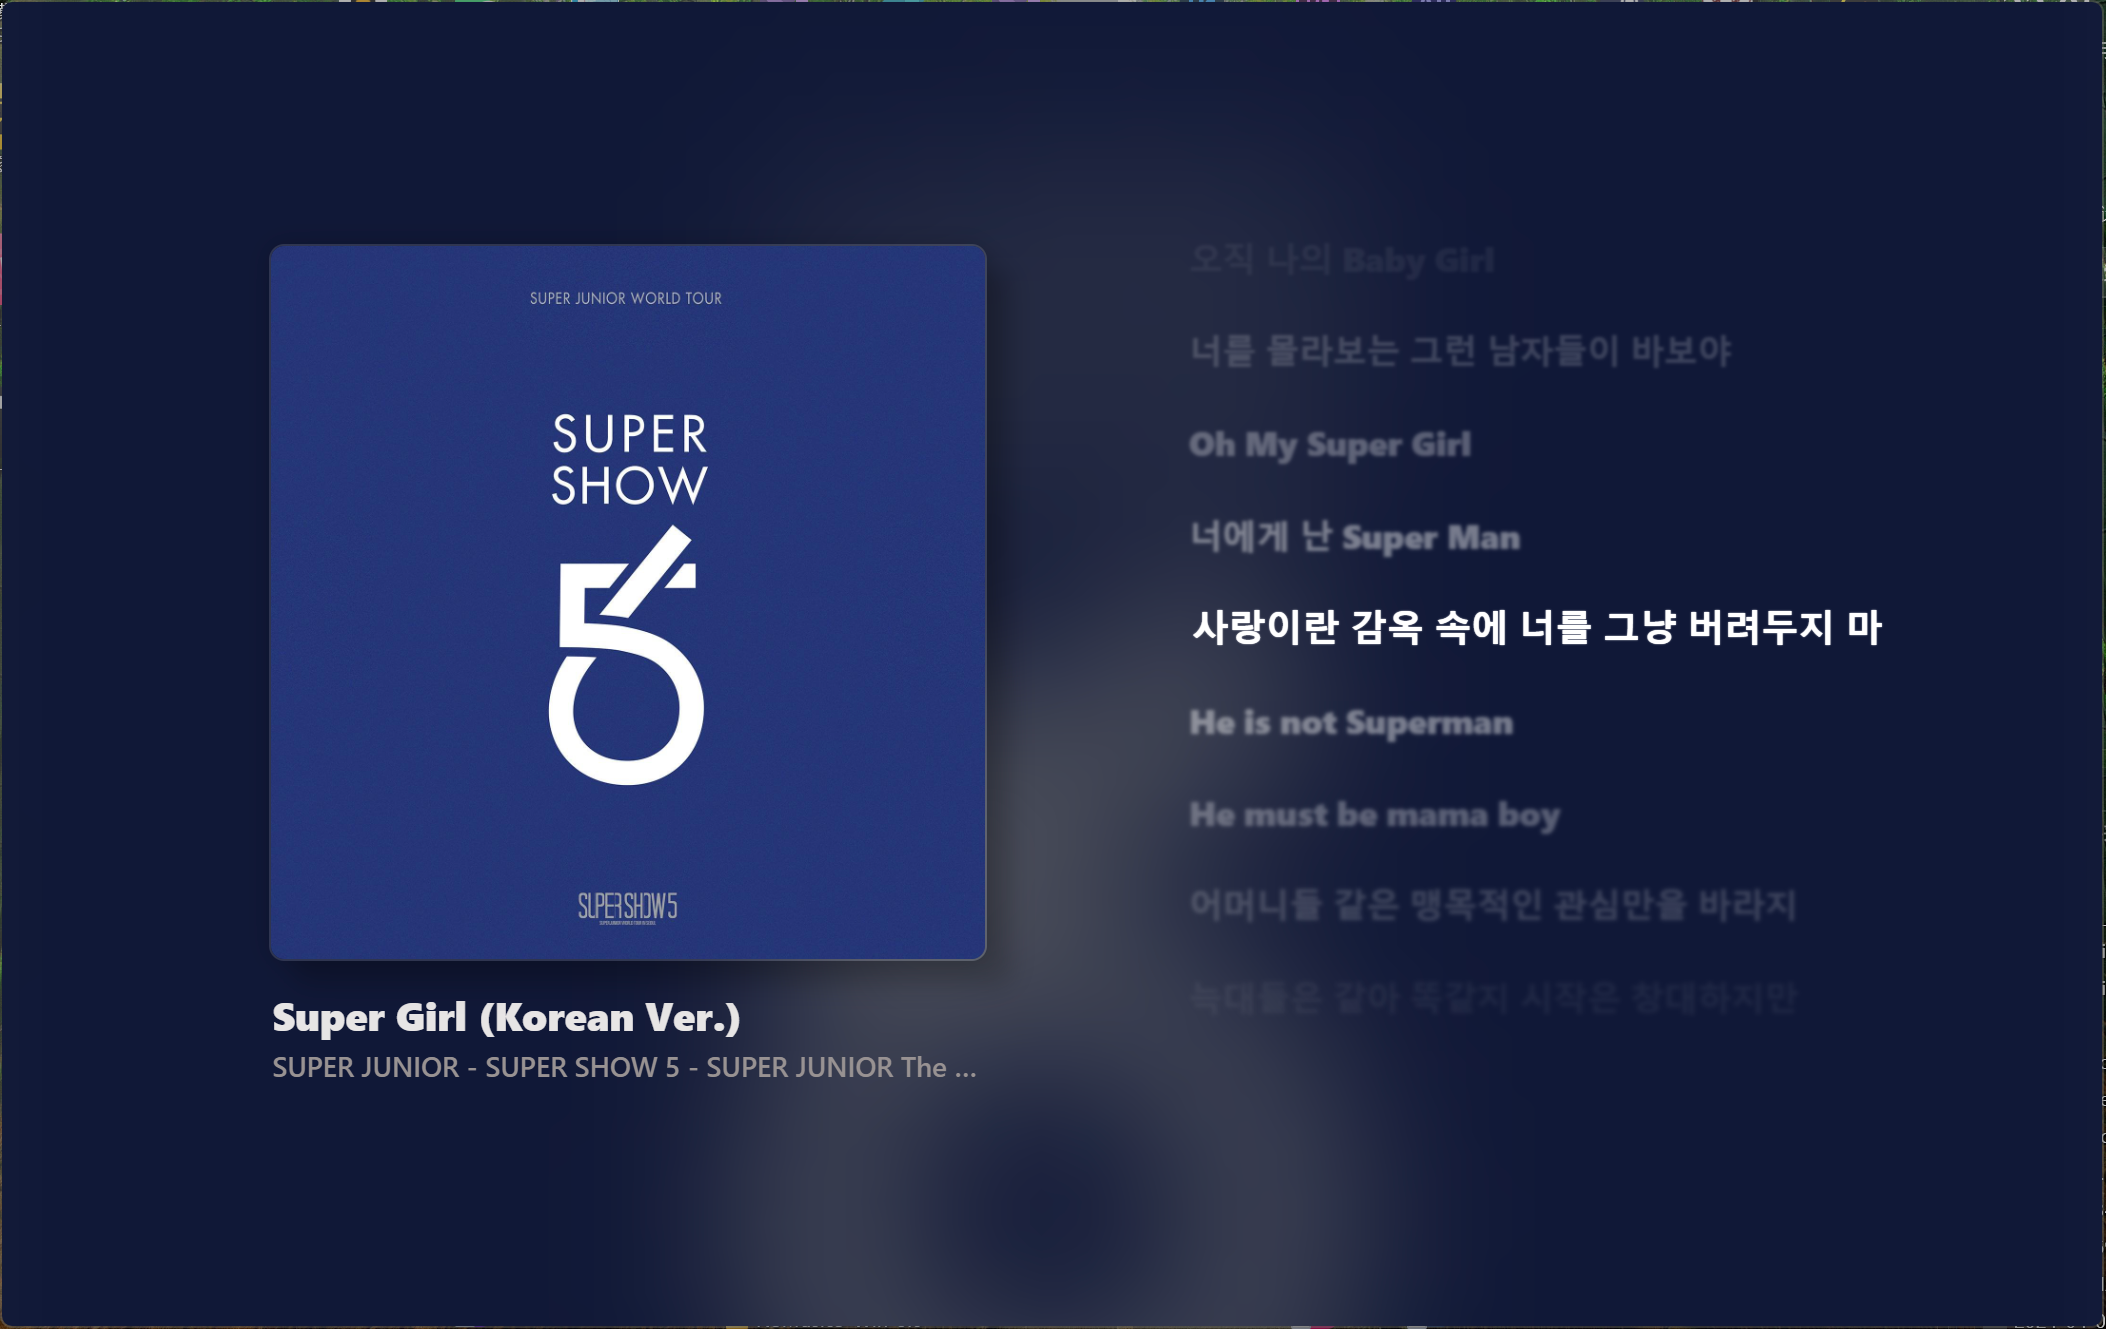 SUPER JUNIOR WORLD TOUR
SUPER
SHOW
5
SUPER SHOW 5
Super Girl (Korean Ver.)
SUPER JUNIOR - SUPER SHOW 5 - SUPER JUNIOR The ...
오직 나의 Baby Girl
너를 몰라보는 그런 남자들이 바보야
Oh My Super Girl
너에게 난 Super Man
사랑이란 감옥 속에 너를 그냥 버려두지 마
He is not Superman
He must be mama boy
어머니들 같은 맹목적인 관심만을 바라지
늑대들은 같아 똑같지 시작은 창대하지만